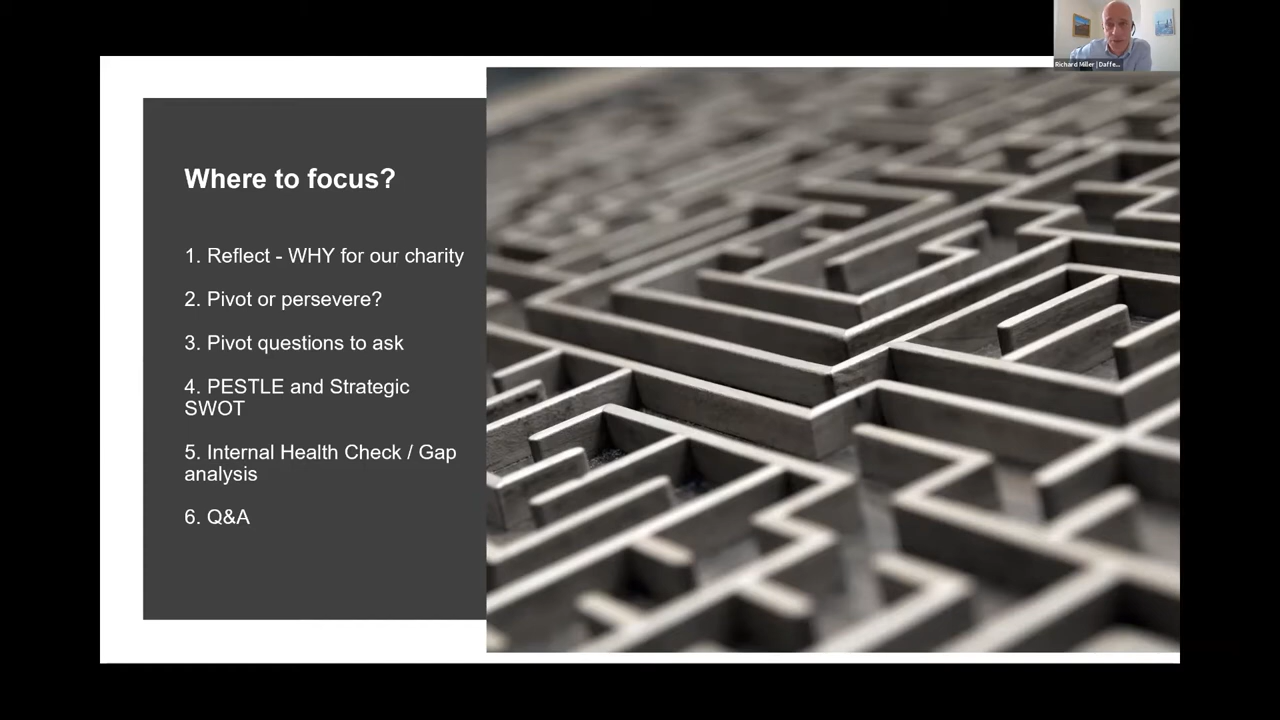 Richard Miller | Daffe...
Where to focus?
1. Reflect - WHY for our charity
2. Pivot or persevere?
3. Pivot questions to ask
4. PESTLE and Strategic
SWOT
5. Internal Health Check / Gap
analysis
6. Q&A